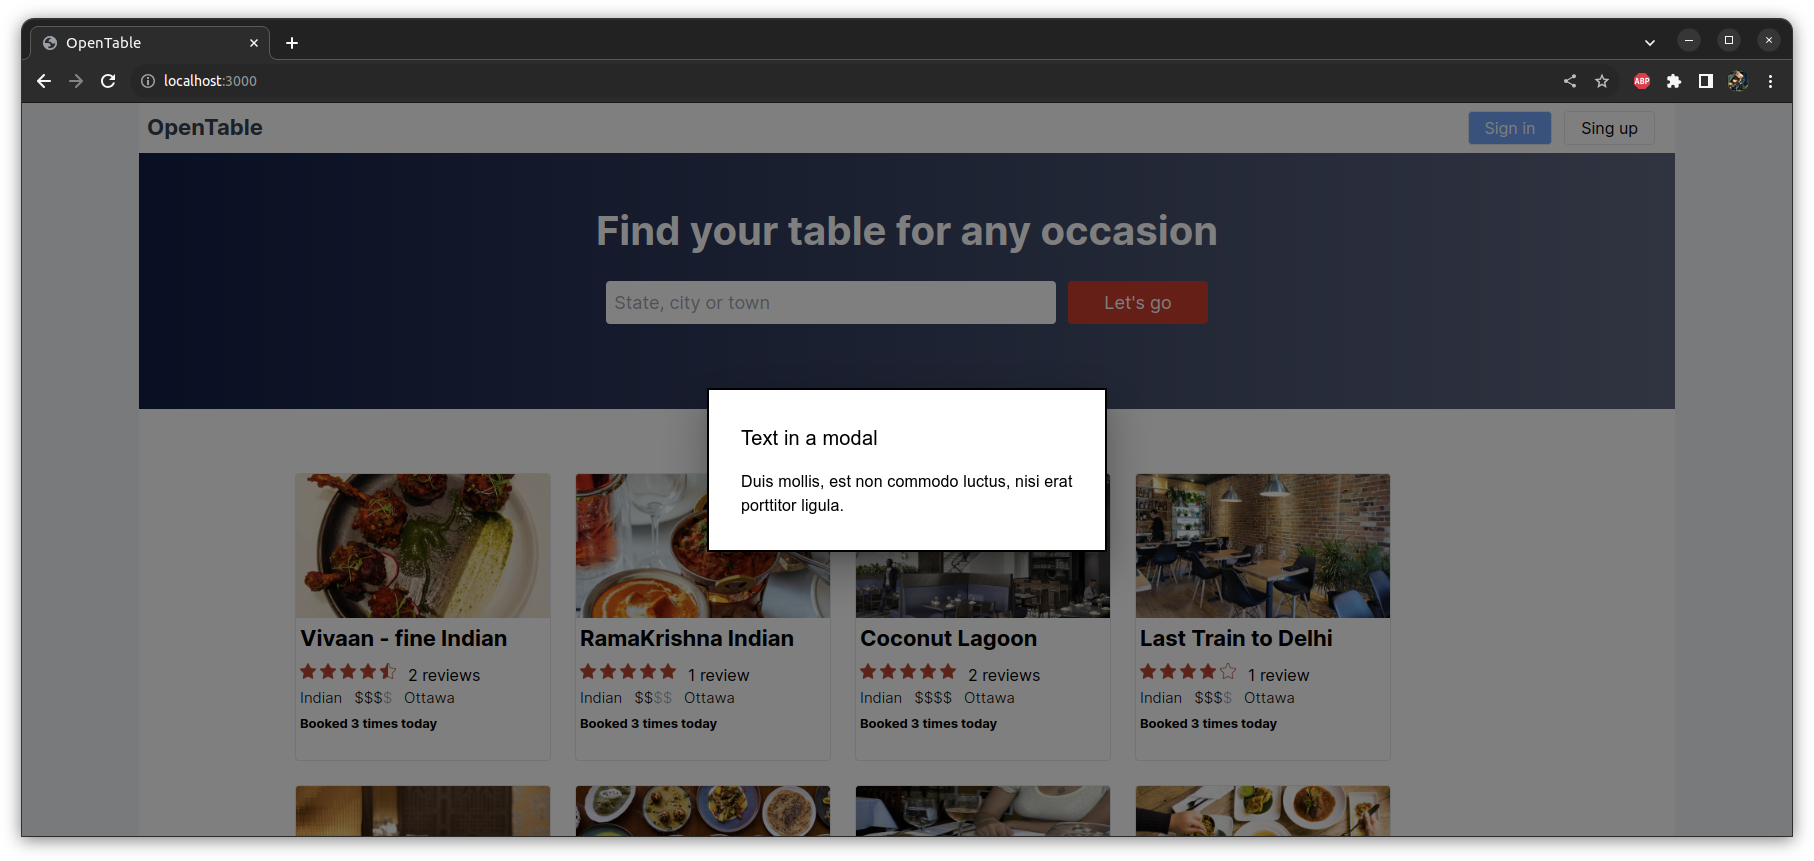 OpenTable
localhost:3000
ABP
OpenTable
Sign in
Sing up
Find your table for any occasion
State, city or town
Let's go
Text in a modal
Duis mollis, est non commodo luctus, nisi erat
porttitor ligula.
Vivaan - fine Indian
2 reviews
Indian $$$$ Ottawa
Booked 3 times today
RamaKrishna Indian
1 review
Indian $$$$ Ottawa
Booked 3 times today
Coconut Lagoon
2 reviews
Indian $$$$ Ottawa
Booked 3 times today
Last Train to Delhi
1 review
Indian $$$$ Ottawa
Booked 3 times today